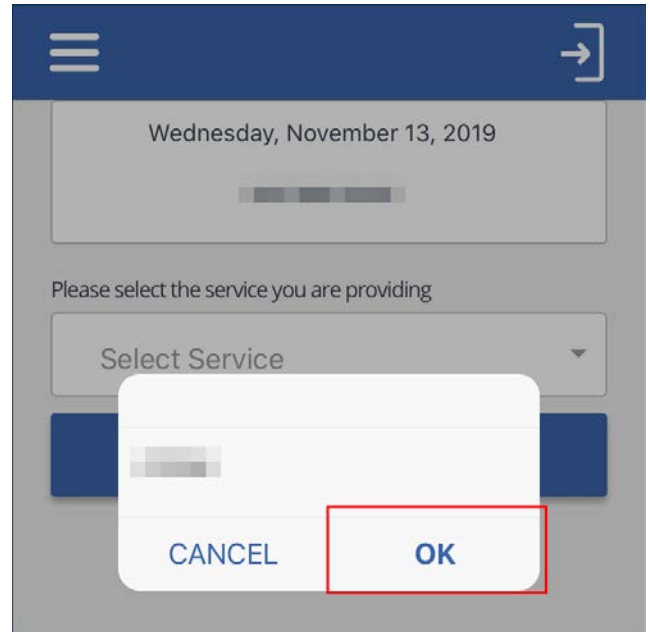 Wednesday, November 13, 2019
Please select the service you are providing
Select Service
CANCEL OK